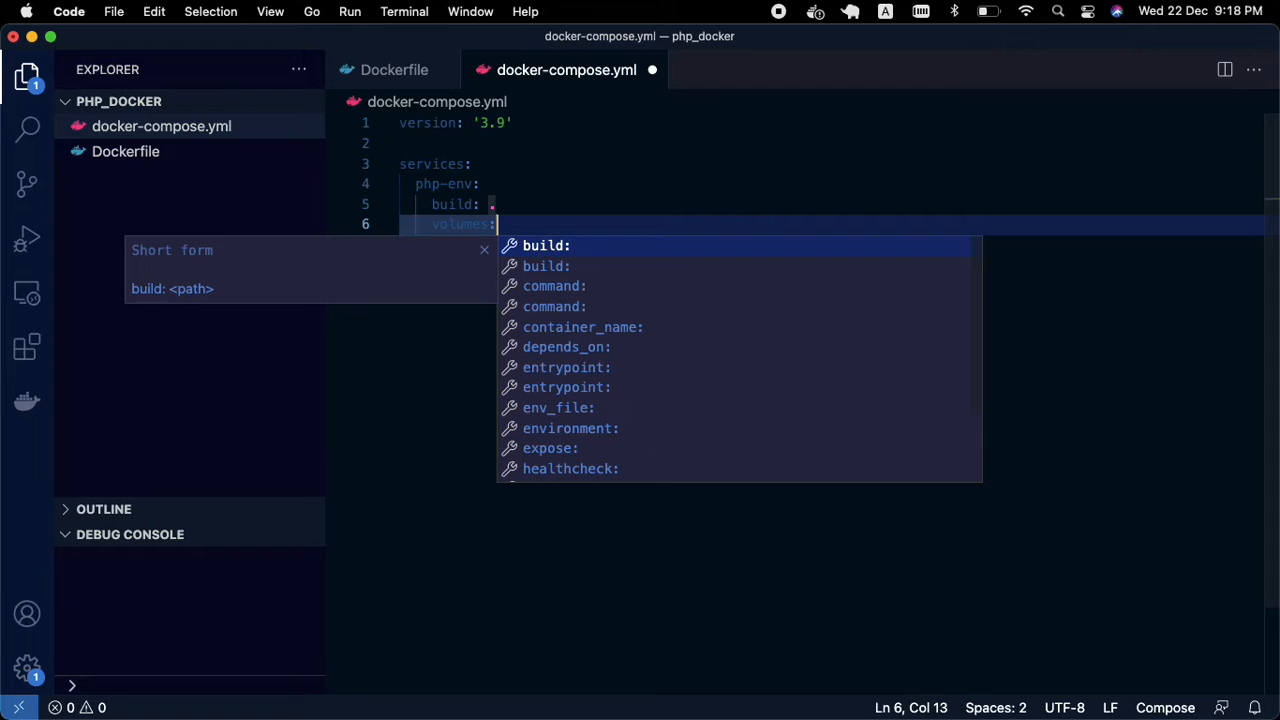 Code File Edit Selection View Go Run Terminal Window Help A Wed 22 Dec 9:18 PM
docker-compose.yml — php_docker
EXPLORER ···
Dockerfile
docker-compose.yml
1
PHP_DOCKER
docker-compose.yml
docker-compose.yml
Dockerfile
1 version: '3.9'
2
3 services:
4 php-env:
5 build: .
6 volumes:
Short form
build: <path>
build:
build:
command:
command:
container_name:
depends_on:
entrypoint:
entrypoint:
env_file:
environment:
expose:
healthcheck:
OUTLINE
DEBUG CONSOLE
1
0 0
Ln 6, Col 13 Spaces: 2 UTF-8 LF Compose